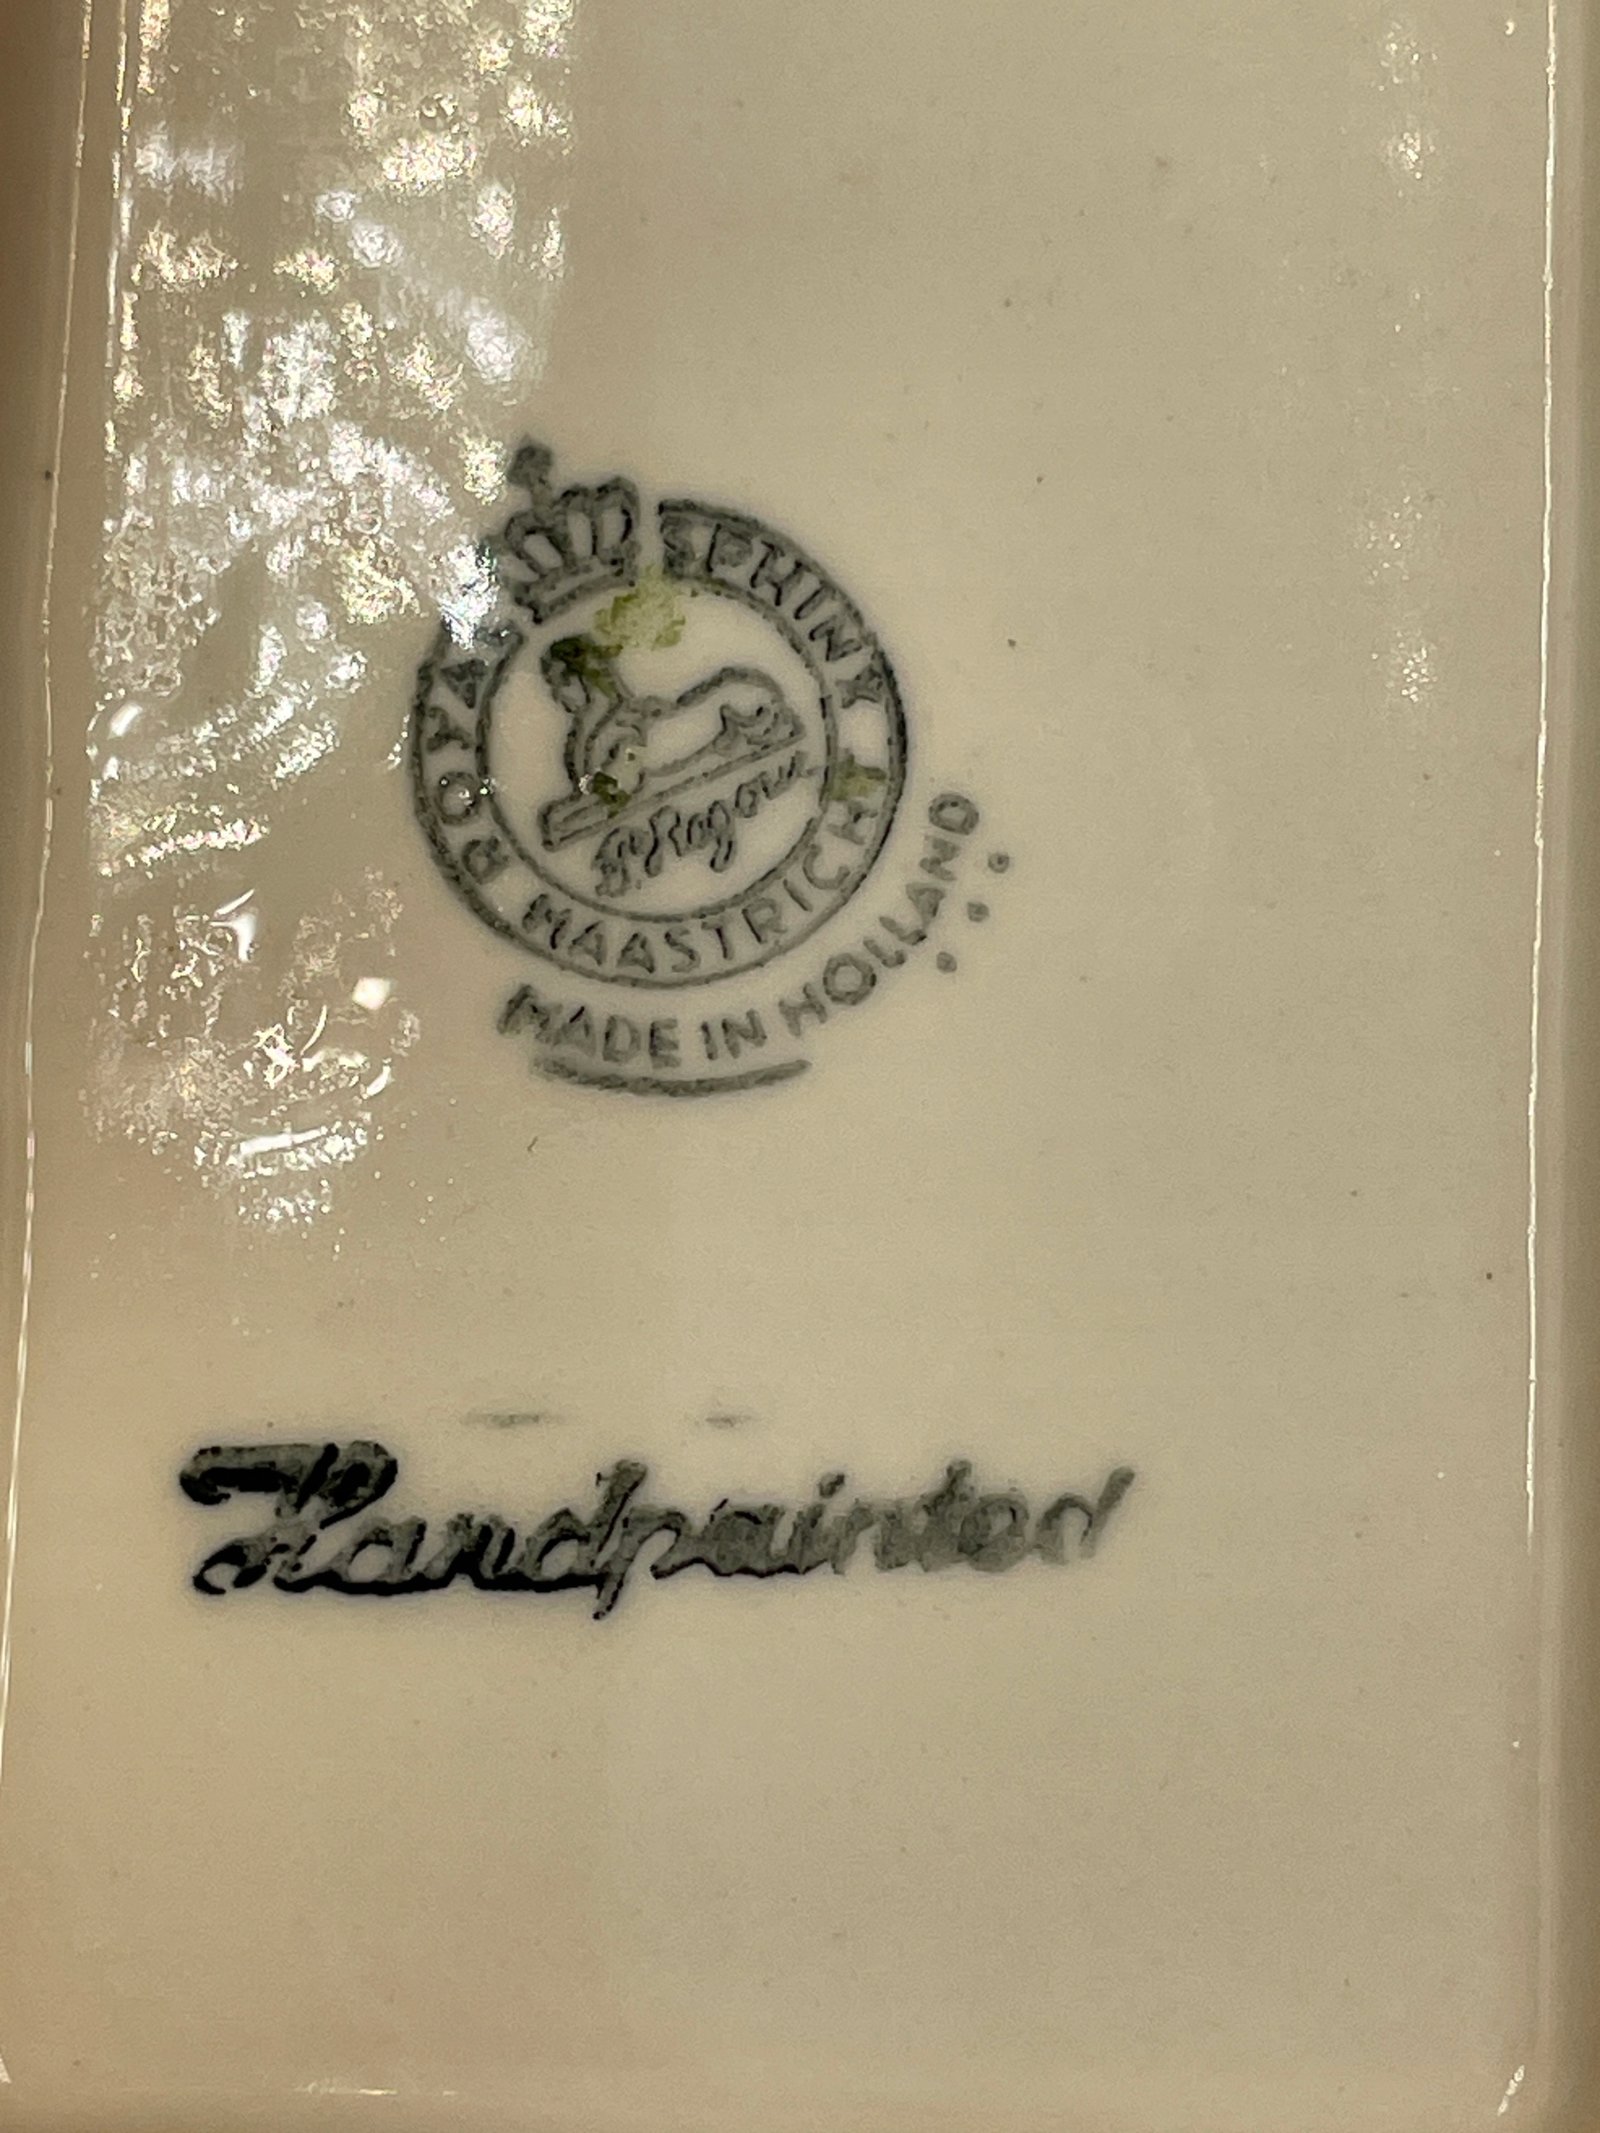 ROYAL SPHINX
P. Regout
MAASTRICHT
MADE IN HOLLAND
Handpainted